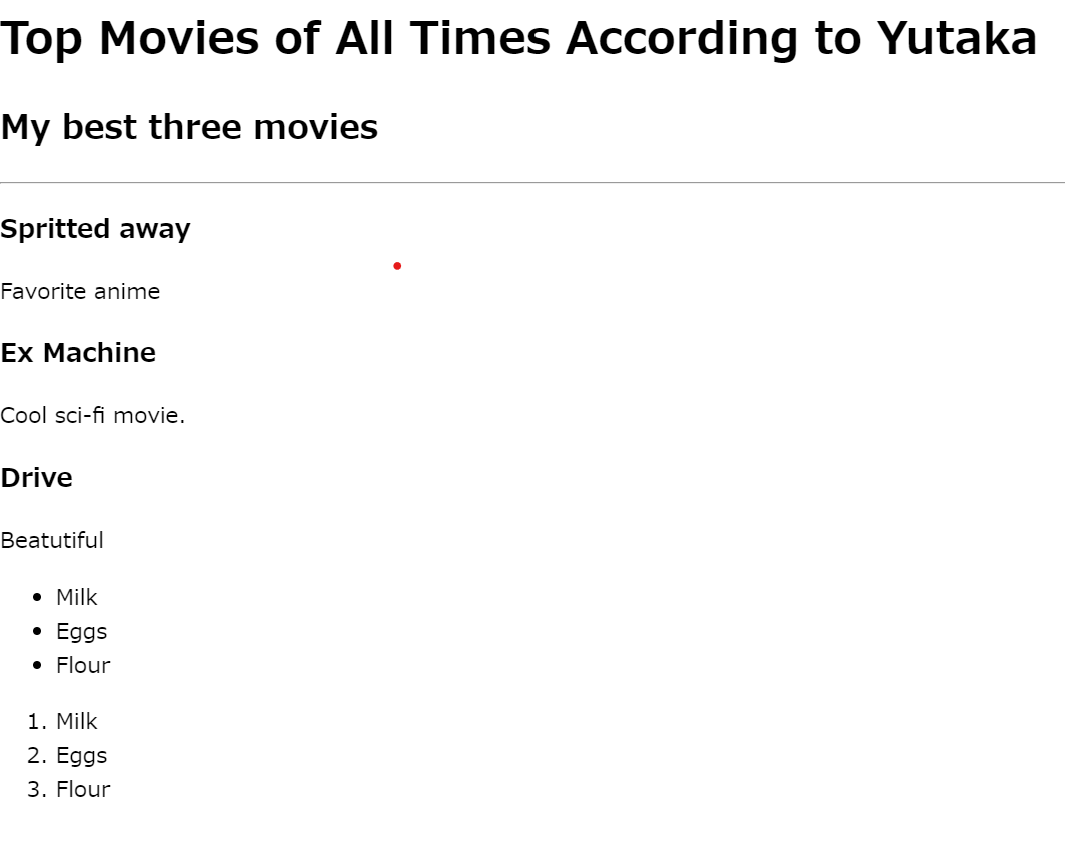 Top Movies of All Times According to Yutaka
My best three movies
Spritted away
Favorite anime
Ex Machine
Cool sci-fi movie.
Drive
Beatutiful
• Milk
• Eggs
• Flour
1. Milk
2. Eggs
3. Flour